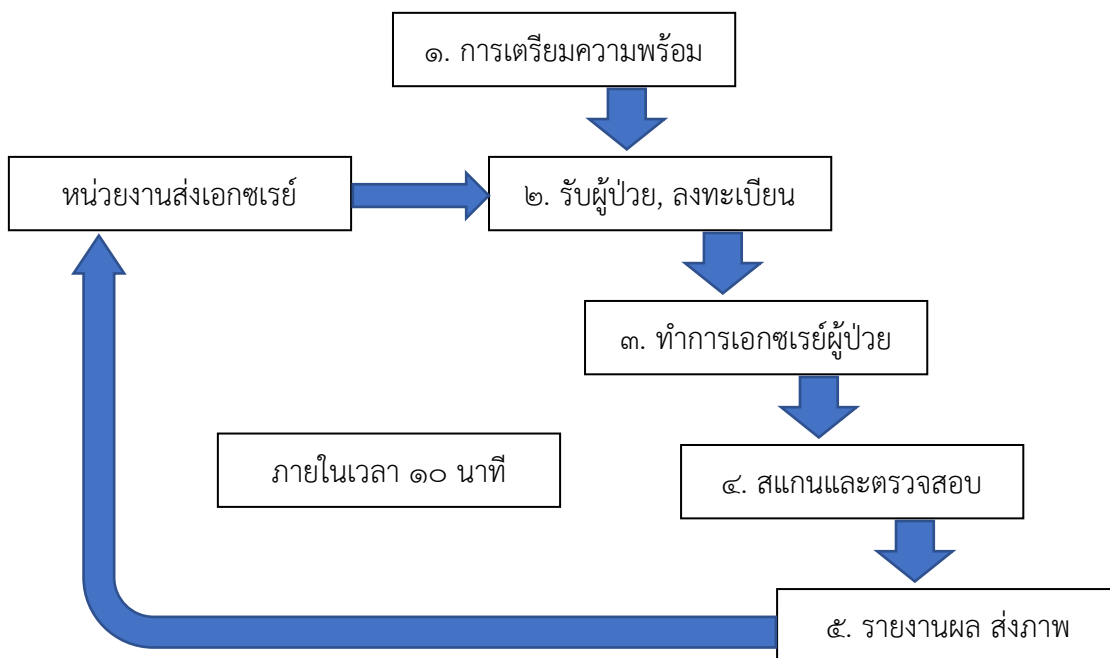 ๑. การเตรียมความพร้อม
หน่วยงานส่งเอกซเรย์
๒. รับผู้ป่วย, ลงทะเบียน
๓. ทำการเอกซเรย์ผู้ป่วย
ภายในเวลา ๑๐ นาที
๔. สแกนและตรวจสอบ
๕. รายงานผล ส่งภาพ